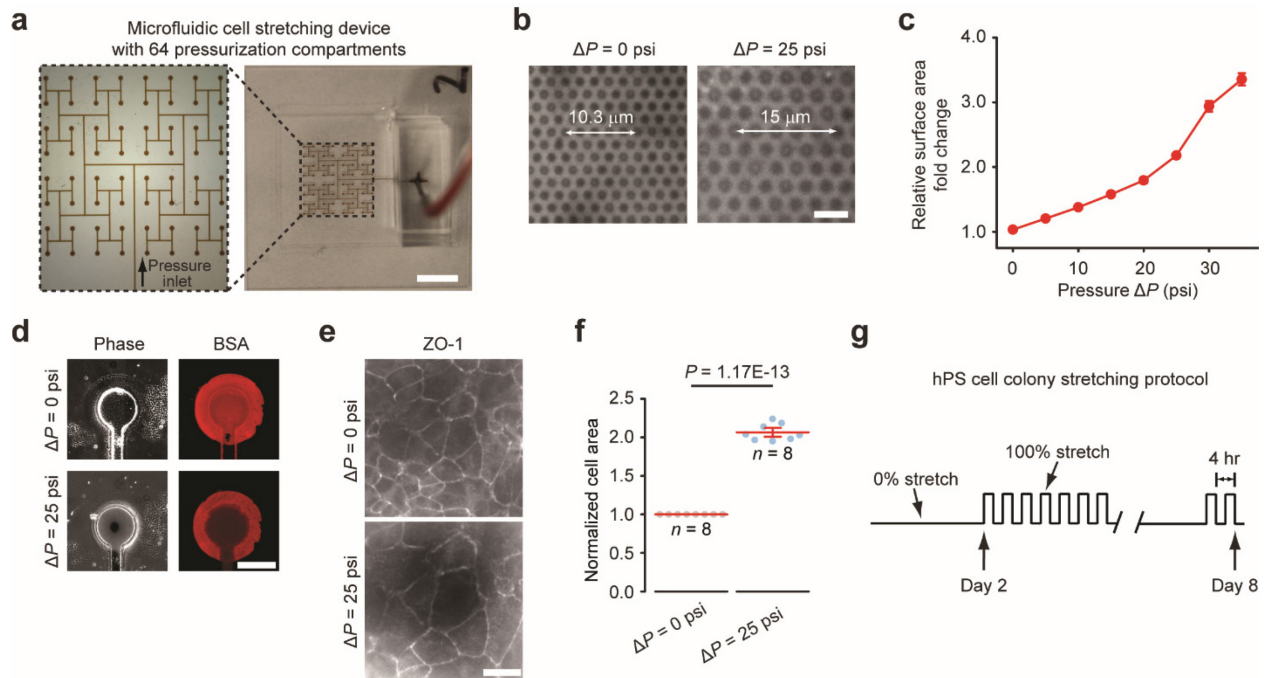 a
Microfluidic cell stretching device
with 64 pressurization compartments
Pressure
inlet
2
b
ΔP = 0 psi
ΔP = 25 psi
10.3 μm
15 μm
c
Relative surface area
fold change
4.0
3.0
2.0
1.0
0
10
20
30
Pressure ΔP (psi)
d
Phase
BSA
ΔP = 0 psi
ΔP = 25 psi
e
ZO-1
ΔP = 0 psi
ΔP = 25 psi
f
P = 1.17E-13
Normalized cell area
2.5
2.0
1.5
1.0
0.5
0.0
n = 8
n = 8
ΔP = 0 psi
ΔP = 25 psi
g
hPS cell colony stretching protocol
0% stretch
100% stretch
4 hr
Day 2
Day 8